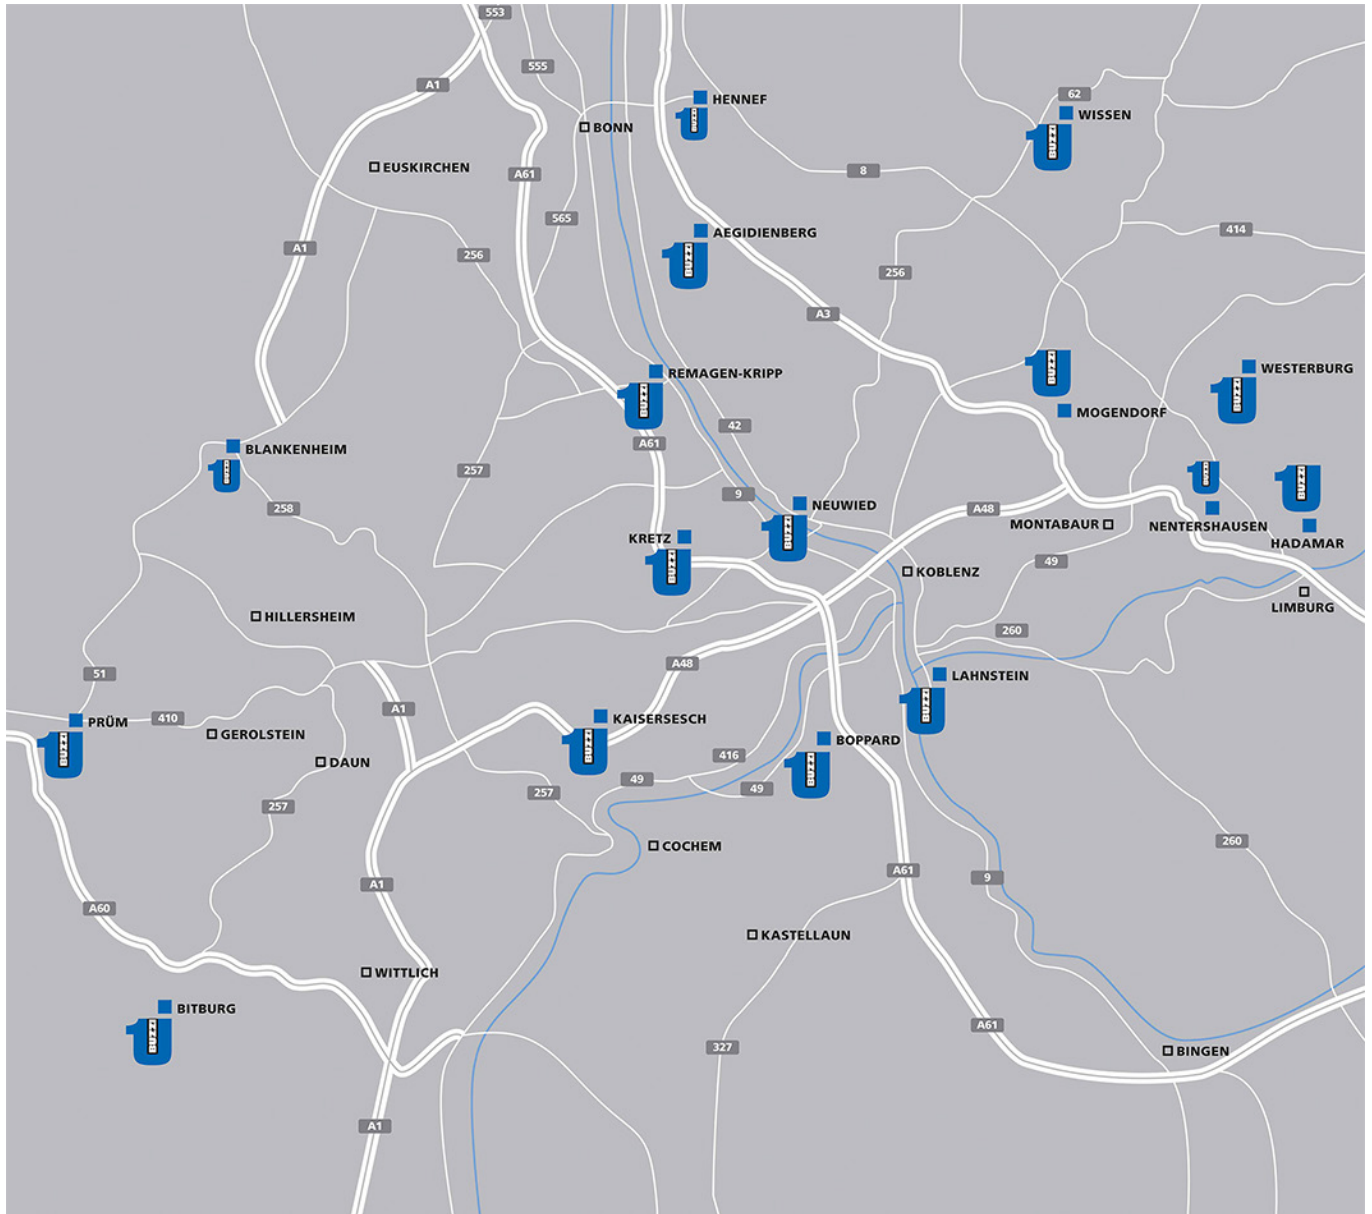 553
555
A1
62
HENNEF
WISSEN
BONN
EUSKIRCHEN
A61
8
565
AEGIDIENBERG
414
A1
256
256
A3
REMAGEN-KRIPP
WESTERBURG
MOGENDORF
42
A61
BLANKENHEIM
257
9
NEUWIED
258
A48
MONTABAUR
NENTERSHAUSEN
KRETZ
HADAMAR
49
KOBLENZ
LIMBURG
HILLERSHEIM
260
A48
51
LAHNSTEIN
A1
PRÜM
410
KAISERSESCH
GEROLSTEIN
BOPPARD
416
DAUN
49
49
257
257
260
COCHEM
A61
9
A1
A60
KASTELLAUN
WITTLICH
BITBURG
A61
327
BINGEN
A1